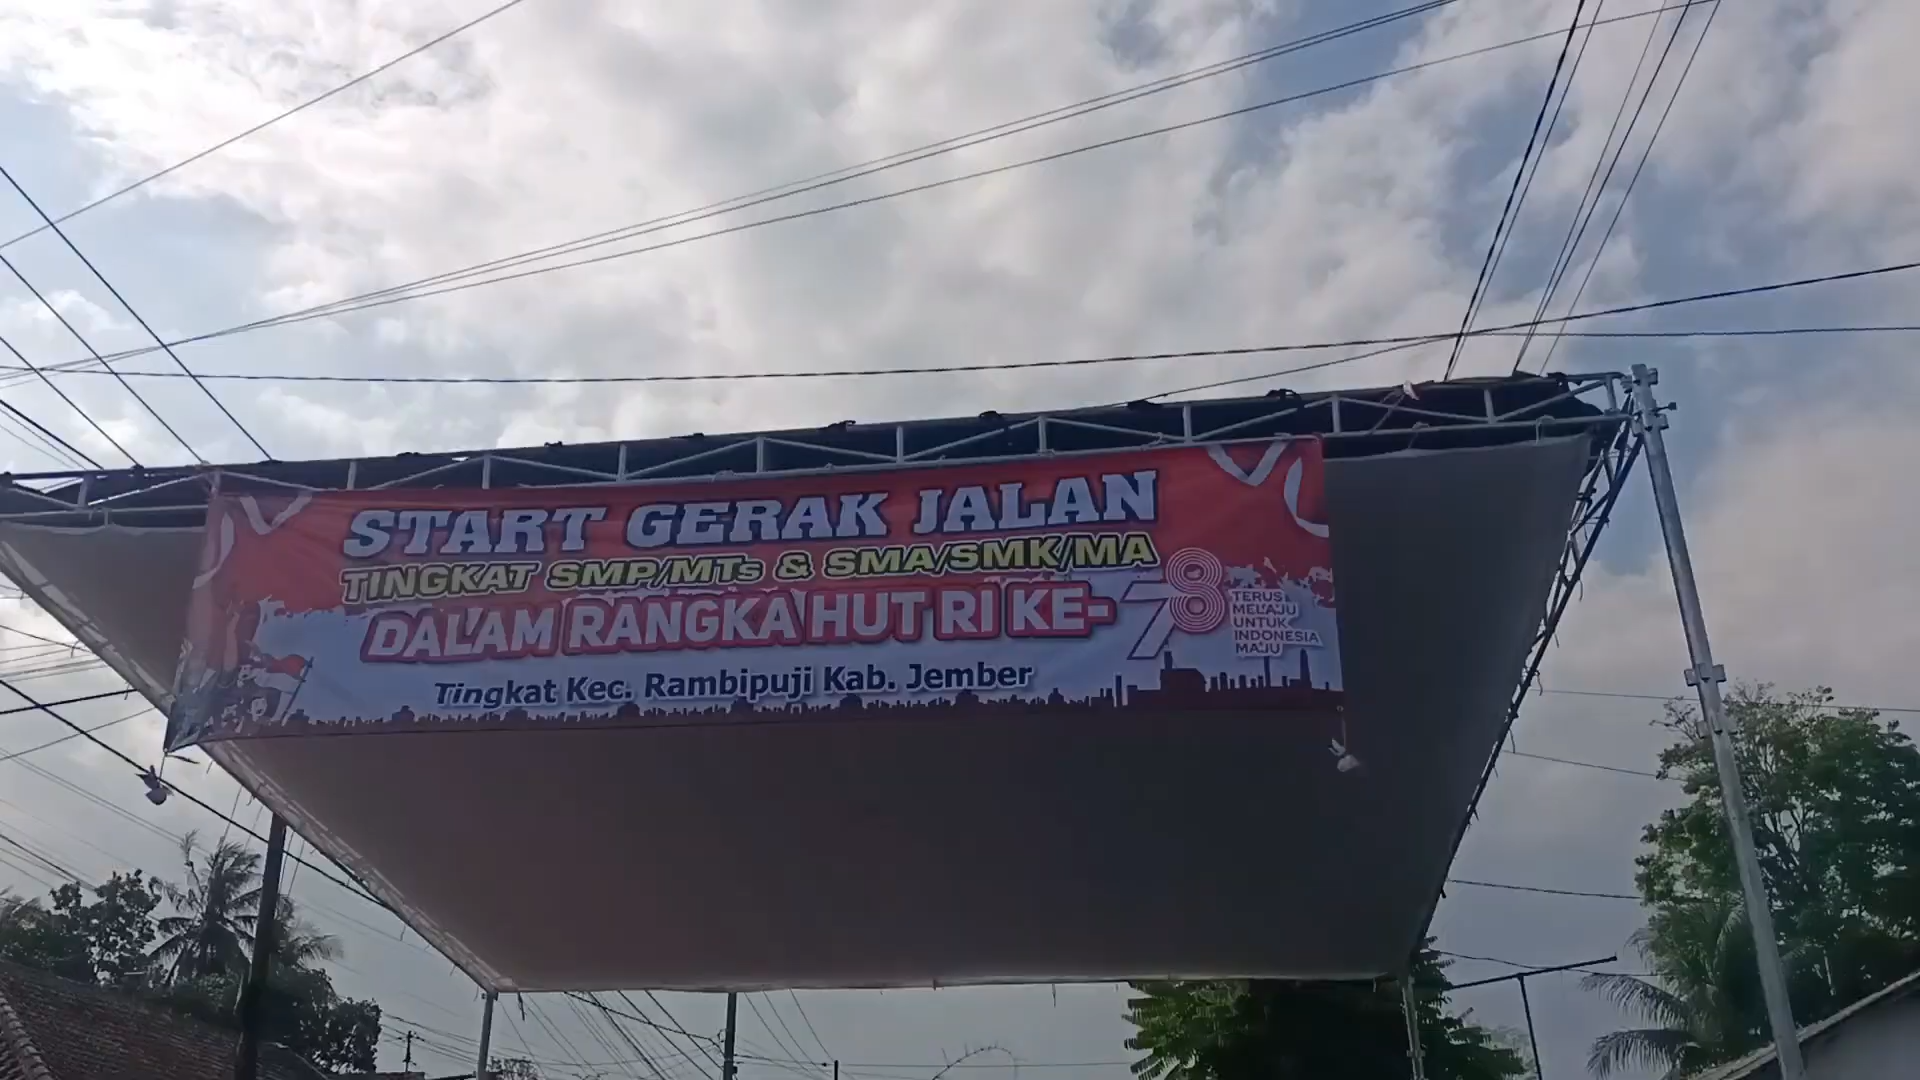 START GERAK JALAN
TINGKAT SMP/MTs & SMA/SMK/MA
DALAM RANGKA HUT RI KE-78
TERUS
MELAJU
UNTUK
INDONESIA
MAJU
Tingkat Kec. Rambipuji Kab. Jember